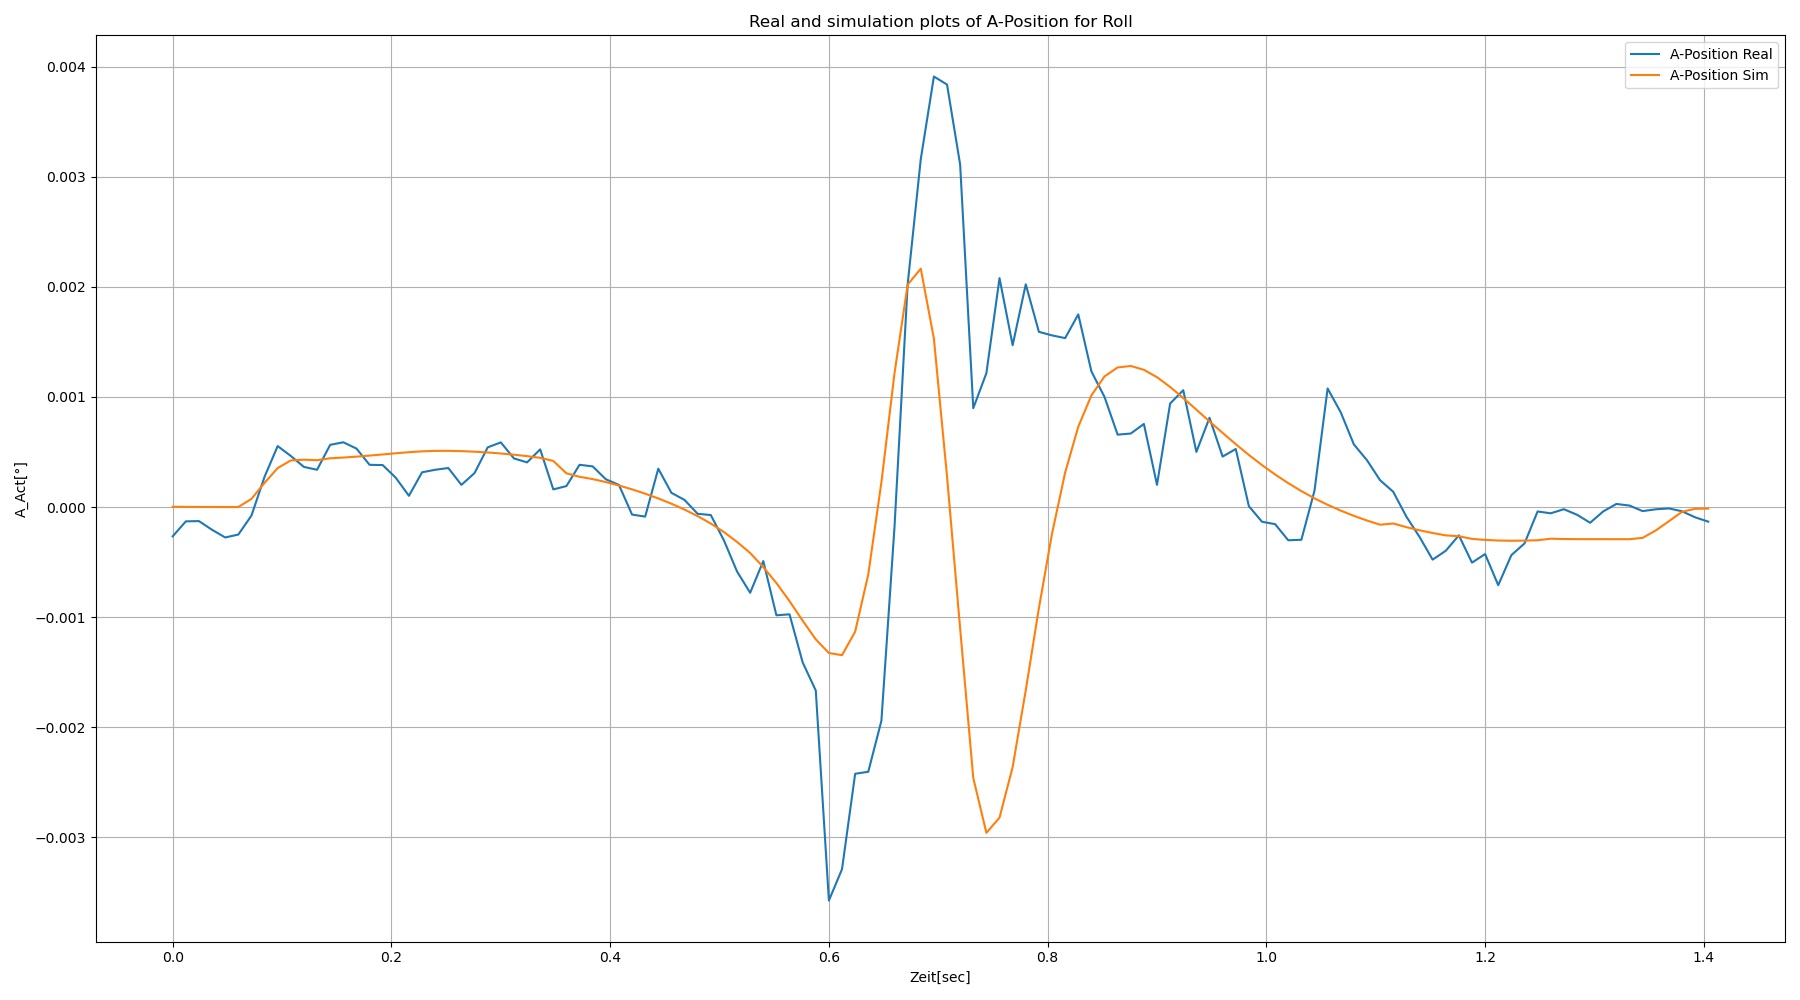 Real and simulation plots of A-Position for Roll
A-Position Real
A-Position Sim
0.004
0.003
0.002
0.001
0.000
−0.001
−0.002
−0.003
A_Act[°]
0.0 0.2 0.4 0.6 0.8 1.0 1.2 1.4
Zeit[sec]